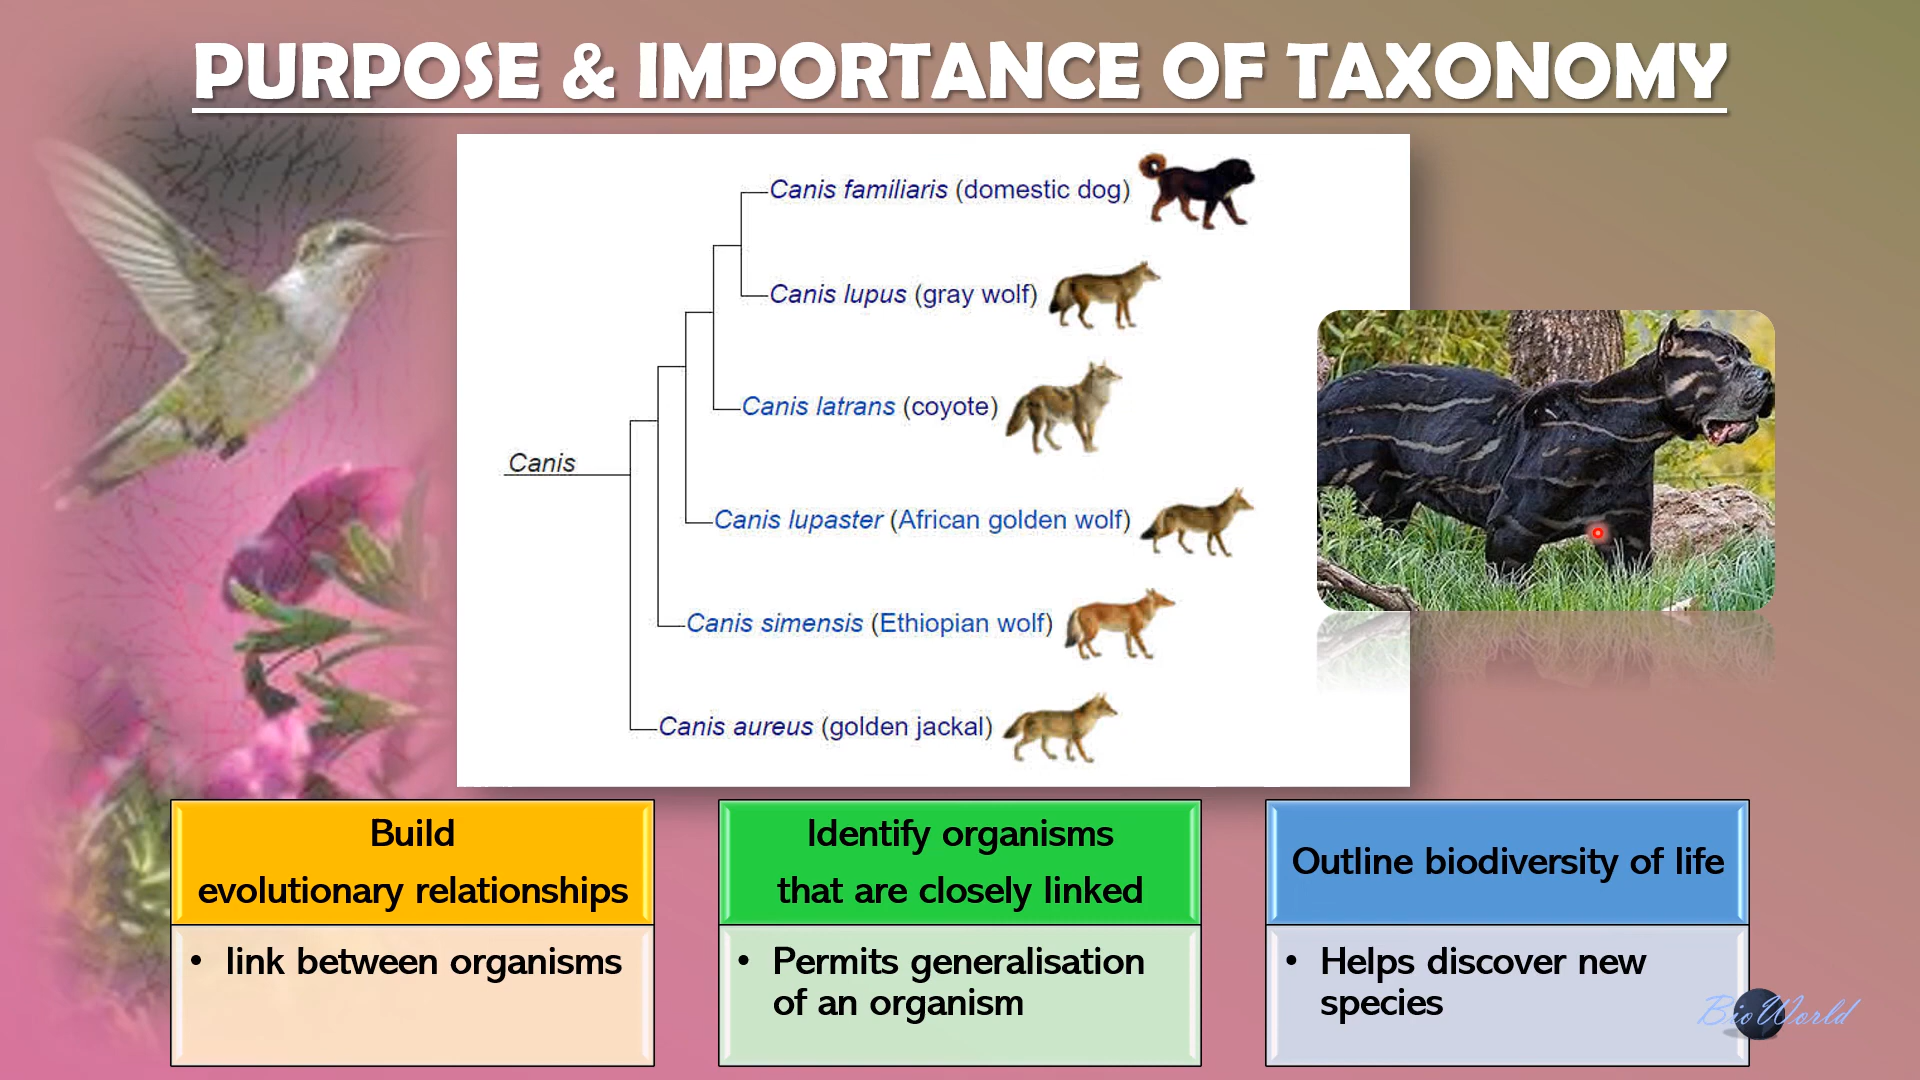 PURPOSE & IMPORTANCE OF TAXONOMY
Canis familiaris (domestic dog)
Canis lupus (gray wolf)
Canis latrans (coyote)
Canis
Canis lupaster (African golden wolf)
Canis simensis (Ethiopian wolf)
Canis aureus (golden jackal)
Build
evolutionary relationships
• link between organisms
Identify organisms
that are closely linked
• Permits generalisation
of an organism
Outline biodiversity of life
• Helps discover new
species
BioWorld